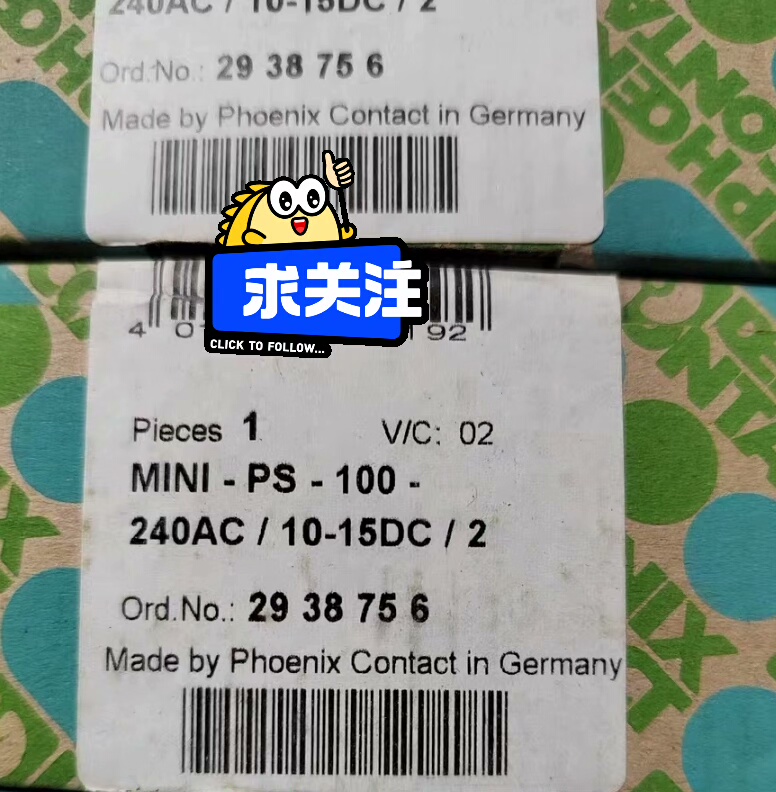 240AC / 10-15DC / 2
Ord.No.: 29 38 75 6
Made by Phoenix Contact in Germany
求关注
CLICK TO FOLLOW...
4 0 92
Pieces 1 V/C: 02
MINI - PS - 100 -
240AC / 10-15DC / 2
Ord.No.: 29 38 75 6
Made by Phoenix Contact in Germany